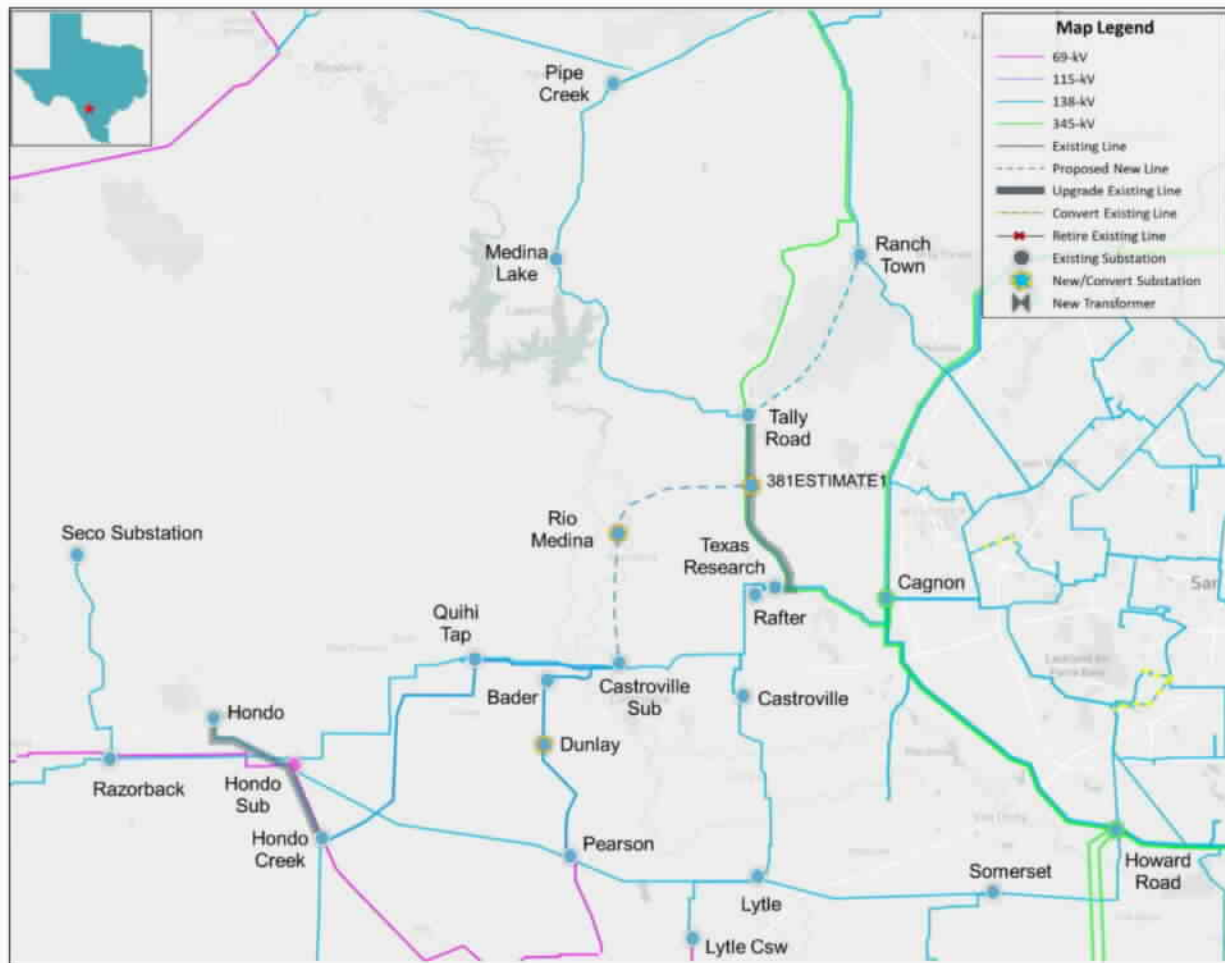 Map Legend
69-kV
115-kV
138-kV
345-kV
Existing Line
Proposed New Line
Upgrade Existing Line
Convert Existing Line
Retire Existing Line
Existing Substation
New/Convert Substation
New Transformer
Pipe
Creek
Medina
Lake
Ranch
Town
Tally
Road
381ESTIMATE1
Rio
Medina
Seco Substation
Texas
Research
Cagnon
Rafter
Quihi
Tap
Bader
Castroville
Sub
Castroville
Hondo
Dunlay
Razorback
Hondo
Sub
Hondo
Creek
Pearson
Somerset
Howard
Road
Lytle
Lytle Csw
San